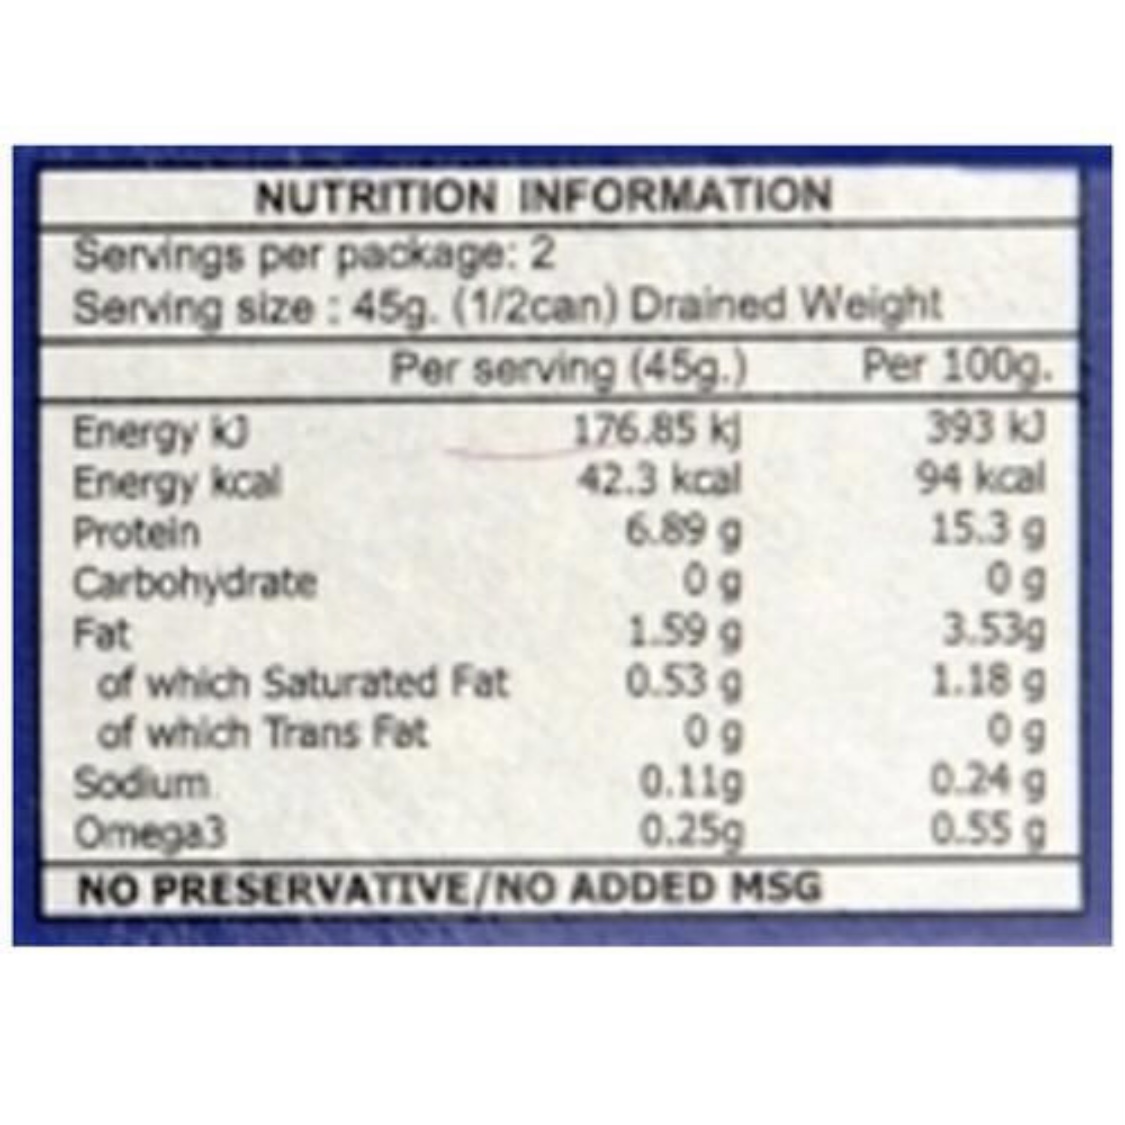 NUTRITION INFORMATION
Servings per package: 2
Serving size : 45g. (1/2can) Drained Weight
Per serving (45g.) Per 100g.
Energy kJ 176.85 kj 393 kJ
Energy kcal 42.3 kcal 94 kcal
Protein 6.89 g 15.3 g
Carbohydrate 0 g 0 g
Fat 1.59 g 3.53g
of which Saturated Fat 0.53 g 1.18 g
of which Trans Fat 0 g 0 g
Sodium 0.11g 0.24 g
Omega3 0.25g 0.55 g
NO PRESERVATIVE/NO ADDED MSG